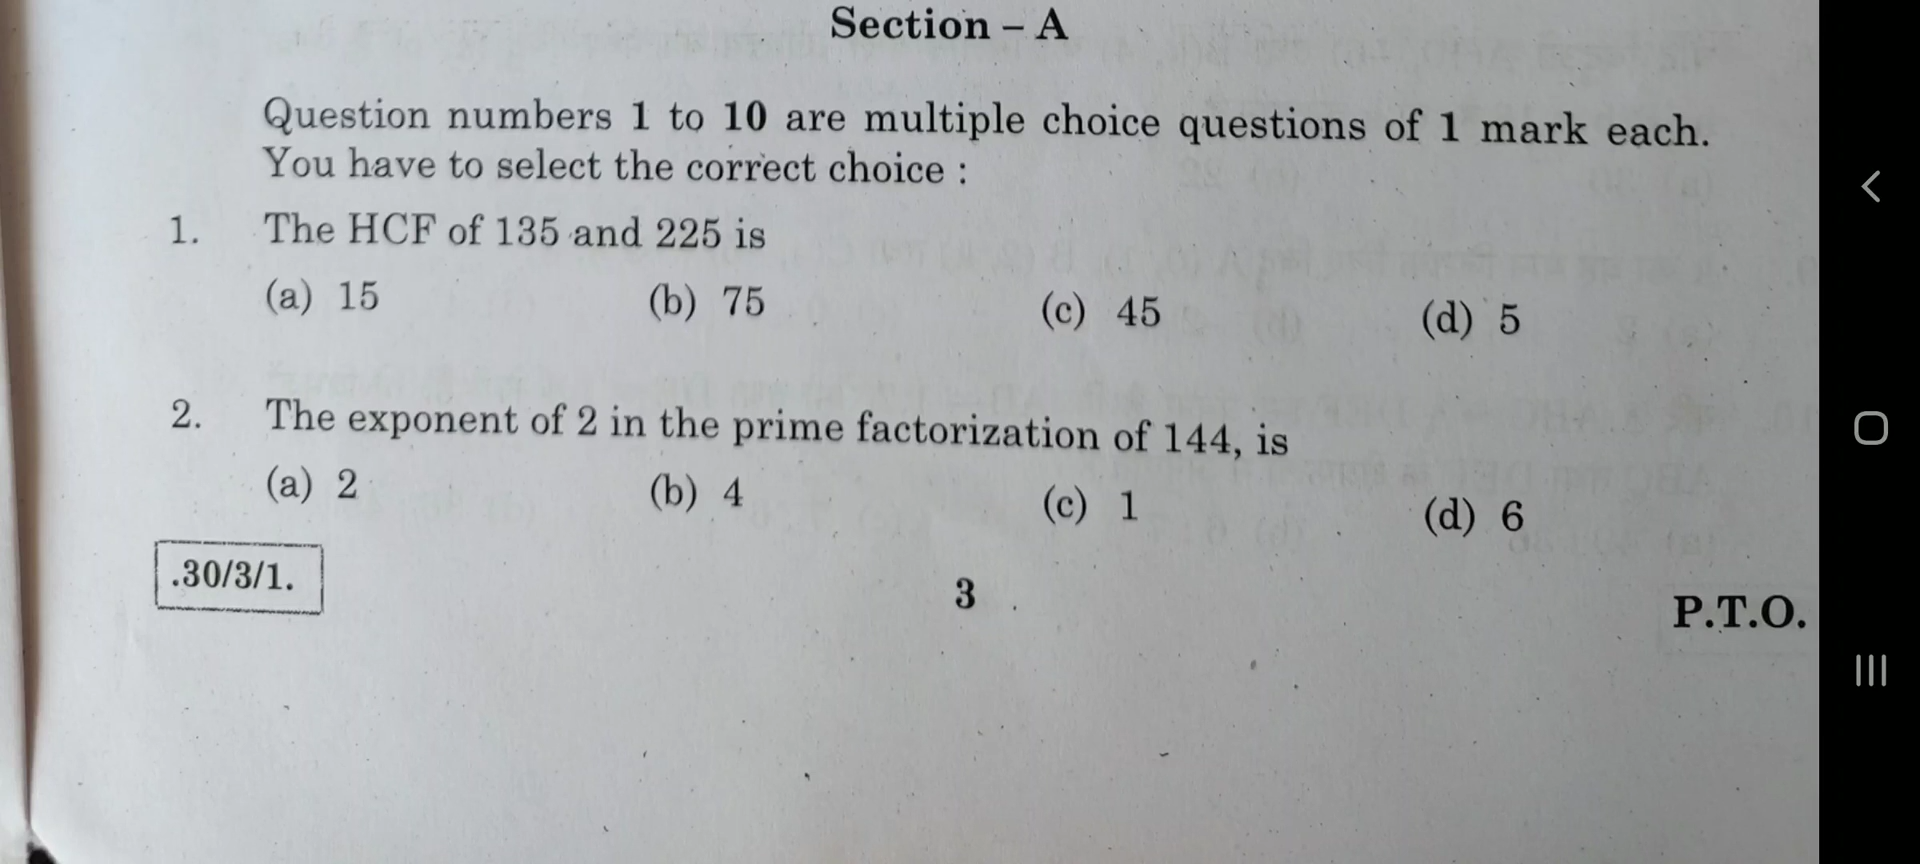 Section – A
Question numbers 1 to 10 are multiple choice questions of 1 mark each.
You have to select the correct choice :
1. The HCF of 135 and 225 is
(a) 15 (b) 75 (c) 45 (d) 5
2. The exponent of 2 in the prime factorization of 144, is
(a) 2 (b) 4 (c) 1 (d) 6
.30/3/1. 3 P.T.O.